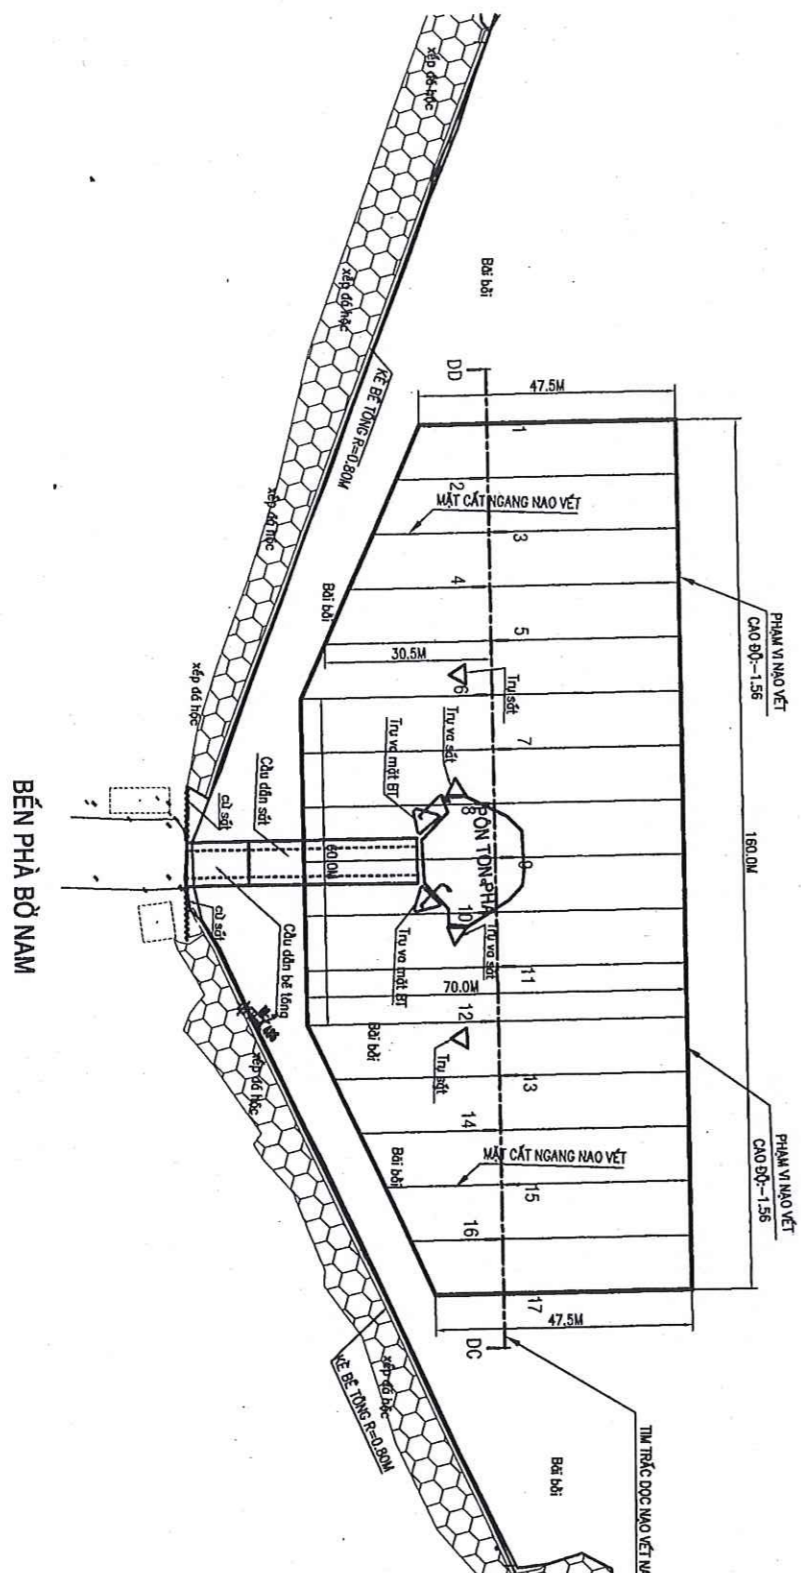 xếp đá hộc
Bãi bồi
xếp đá hộc
KÈ BÊ TÔNG R=0.80M
DD
47.5M
1
2
MẶT CẮT NGANG NẠO VÉT
3
xếp đá hộc
4
Bãi bồi
5
30.5M
PHẠM VI NẠO VÉT
CAO ĐỘ:-1.56
xếp đá hộc
6
Trụ sắt
7
Trụ va sắt
Trụ va mặt BT
Cầu dẫn sắt
cừ sắt
8
PÔN TON PHÀ
9
60.0M
160.0M
BẾN PHÀ BỜ NAM
cừ sắt
Cầu dẫn bê tông
Trụ va mặt BT
10
Trụ va sắt
11
70.0M
12
Bãi bồi
Trụ sắt
13
xếp đá hộc
14
Bãi bồi
MẶT CẮT NGANG NẠO VÉT
15
PHẠM VI NẠO VÉT
CAO ĐỘ:-1.56
16
17
47.5M
DC
xếp đá hộc
KÈ BÊ TÔNG R=0.80M
TIM TRẮC DỌC NẠO VÉT
Bãi bồi